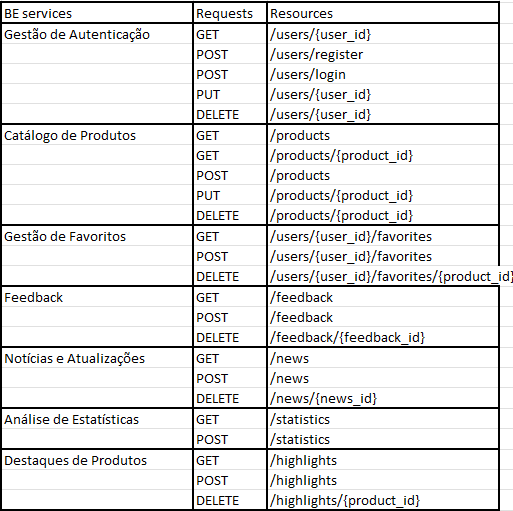 BE services Requests Resources
Gestão de Autenticação GET /users/{user_id}
POST /users/register
POST /users/login
PUT /users/{user_id}
DELETE /users/{user_id}
Catálogo de Produtos GET /products
GET /products/{product_id}
POST /products
PUT /products/{product_id}
DELETE /products/{product_id}
Gestão de Favoritos GET /users/{user_id}/favorites
POST /users/{user_id}/favorites
DELETE /users/{user_id}/favorites/{product_id}
Feedback GET /feedback
POST /feedback
DELETE /feedback/{feedback_id}
Notícias e Atualizações GET /news
POST /news
DELETE /news/{news_id}
Análise de Estatísticas GET /statistics
POST /statistics
Destaques de Produtos GET /highlights
POST /highlights
DELETE /highlights/{product_id}